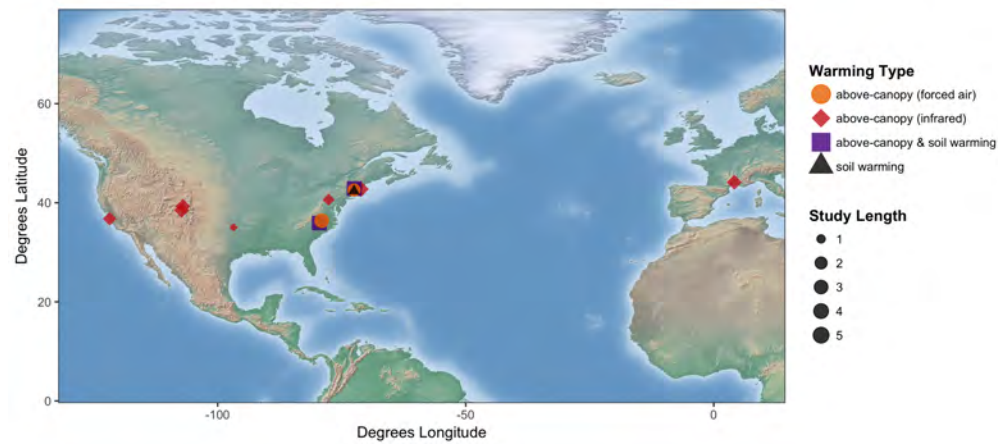 Degrees Latitude
60
40
20
0
-100
-50
0
Degrees Longitude
Warming Type
above-canopy (forced air)
above-canopy (infrared)
above-canopy & soil warming
soil warming
Study Length
1
2
3
4
5